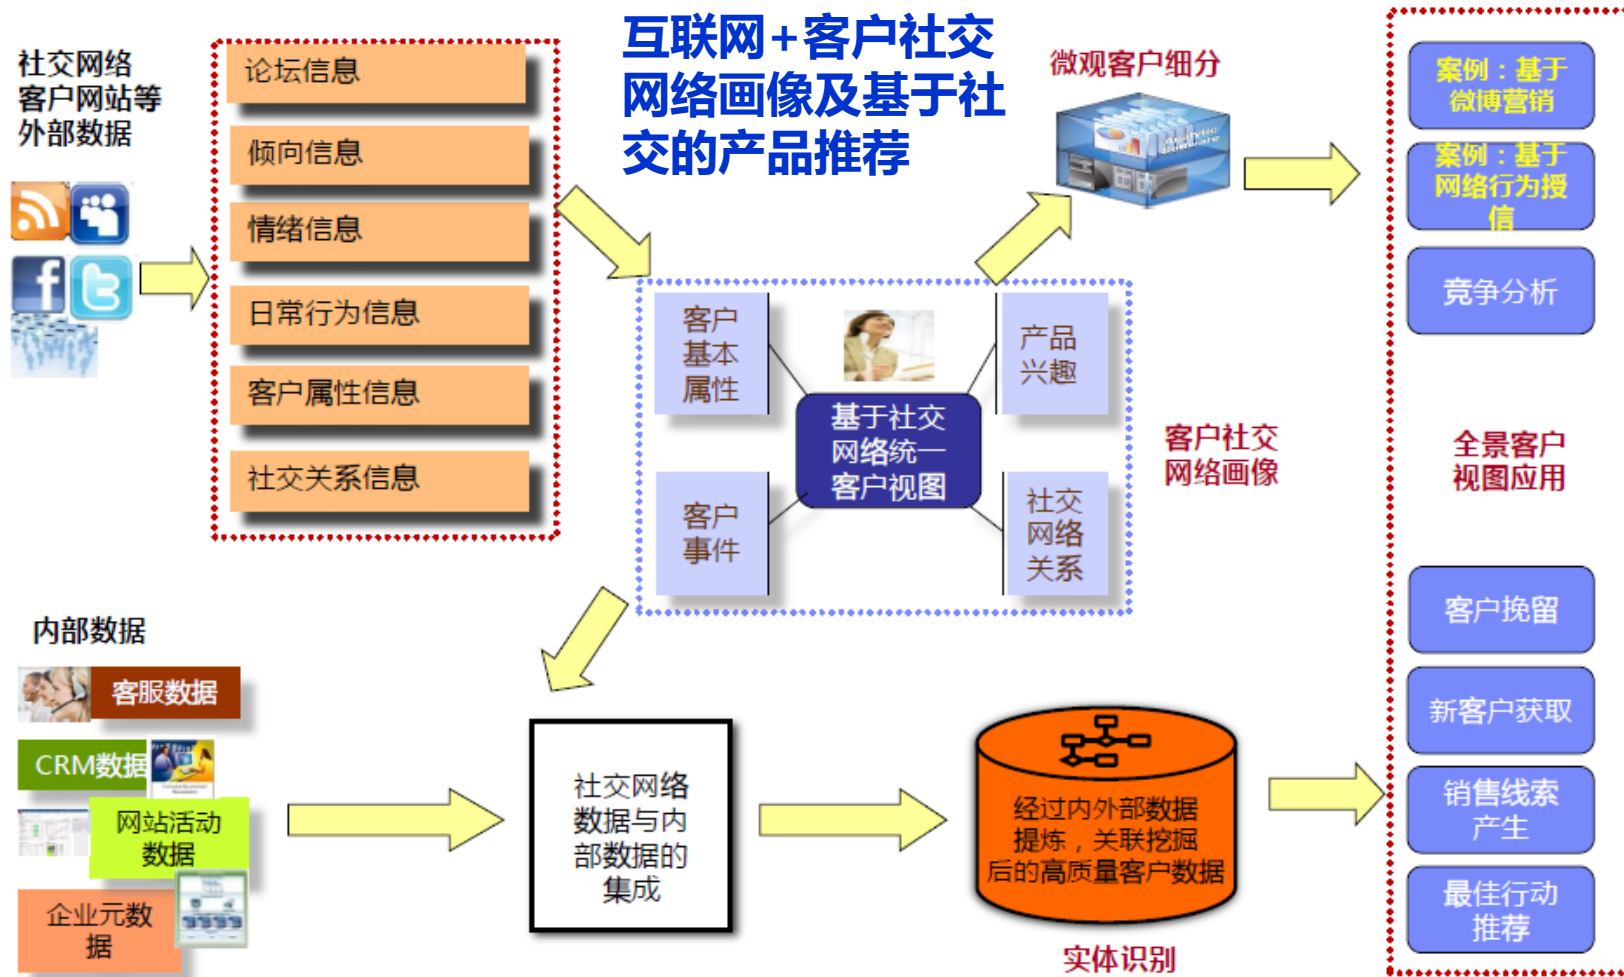 互联网+客户社交
网络画像及基于社
交的产品推荐
社交网络
客户网站等
外部数据
论坛信息
倾向信息
情绪信息
日常行为信息
客户属性信息
社交关系信息
微观客户细分
客户
基本
属性
产品
兴趣
基于社交
网络统一
客户视图
客户
事件
社交
网络
关系
客户社交
网络画像
内部数据
客服数据
CRM数据
网站活动
数据
企业元数
据
社交网络
数据与内
部数据的
集成
经过内外部数据
提炼，关联挖掘
后的高质量客户数据
实体识别
案例：基于
微博营销
案例：基于
网络行为授
信
竞争分析
全景客户
视图应用
客户挽留
新客户获取
销售线索
产生
最佳行动
推荐